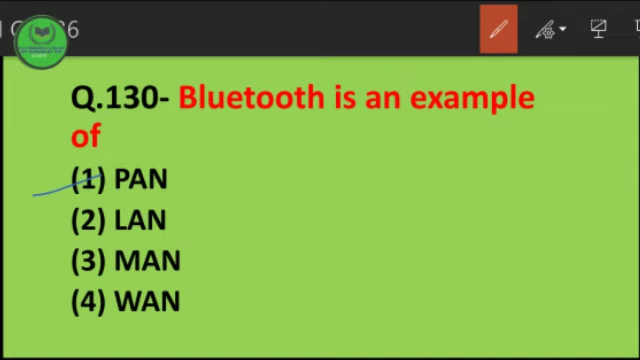 Q.130- Bluetooth is an example
of
(1) PAN
(2) LAN
(3) MAN
(4) WAN